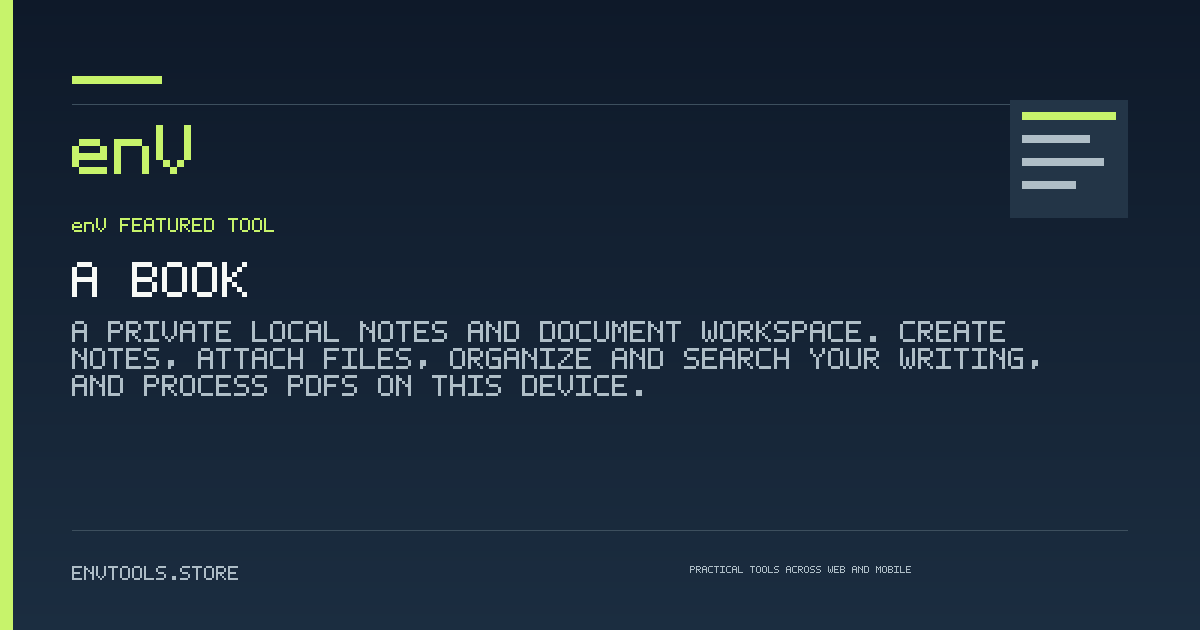 enV
enV FEATURED TOOL
A BOOK
A PRIVATE LOCAL NOTES AND DOCUMENT WORKSPACE. CREATE
NOTES, ATTACH FILES, ORGANIZE AND SEARCH YOUR WRITING,
AND PROCESS PDFS ON THIS DEVICE.
ENVTOOLS.STORE
PRACTICAL TOOLS ACROSS WEB AND MOBILE